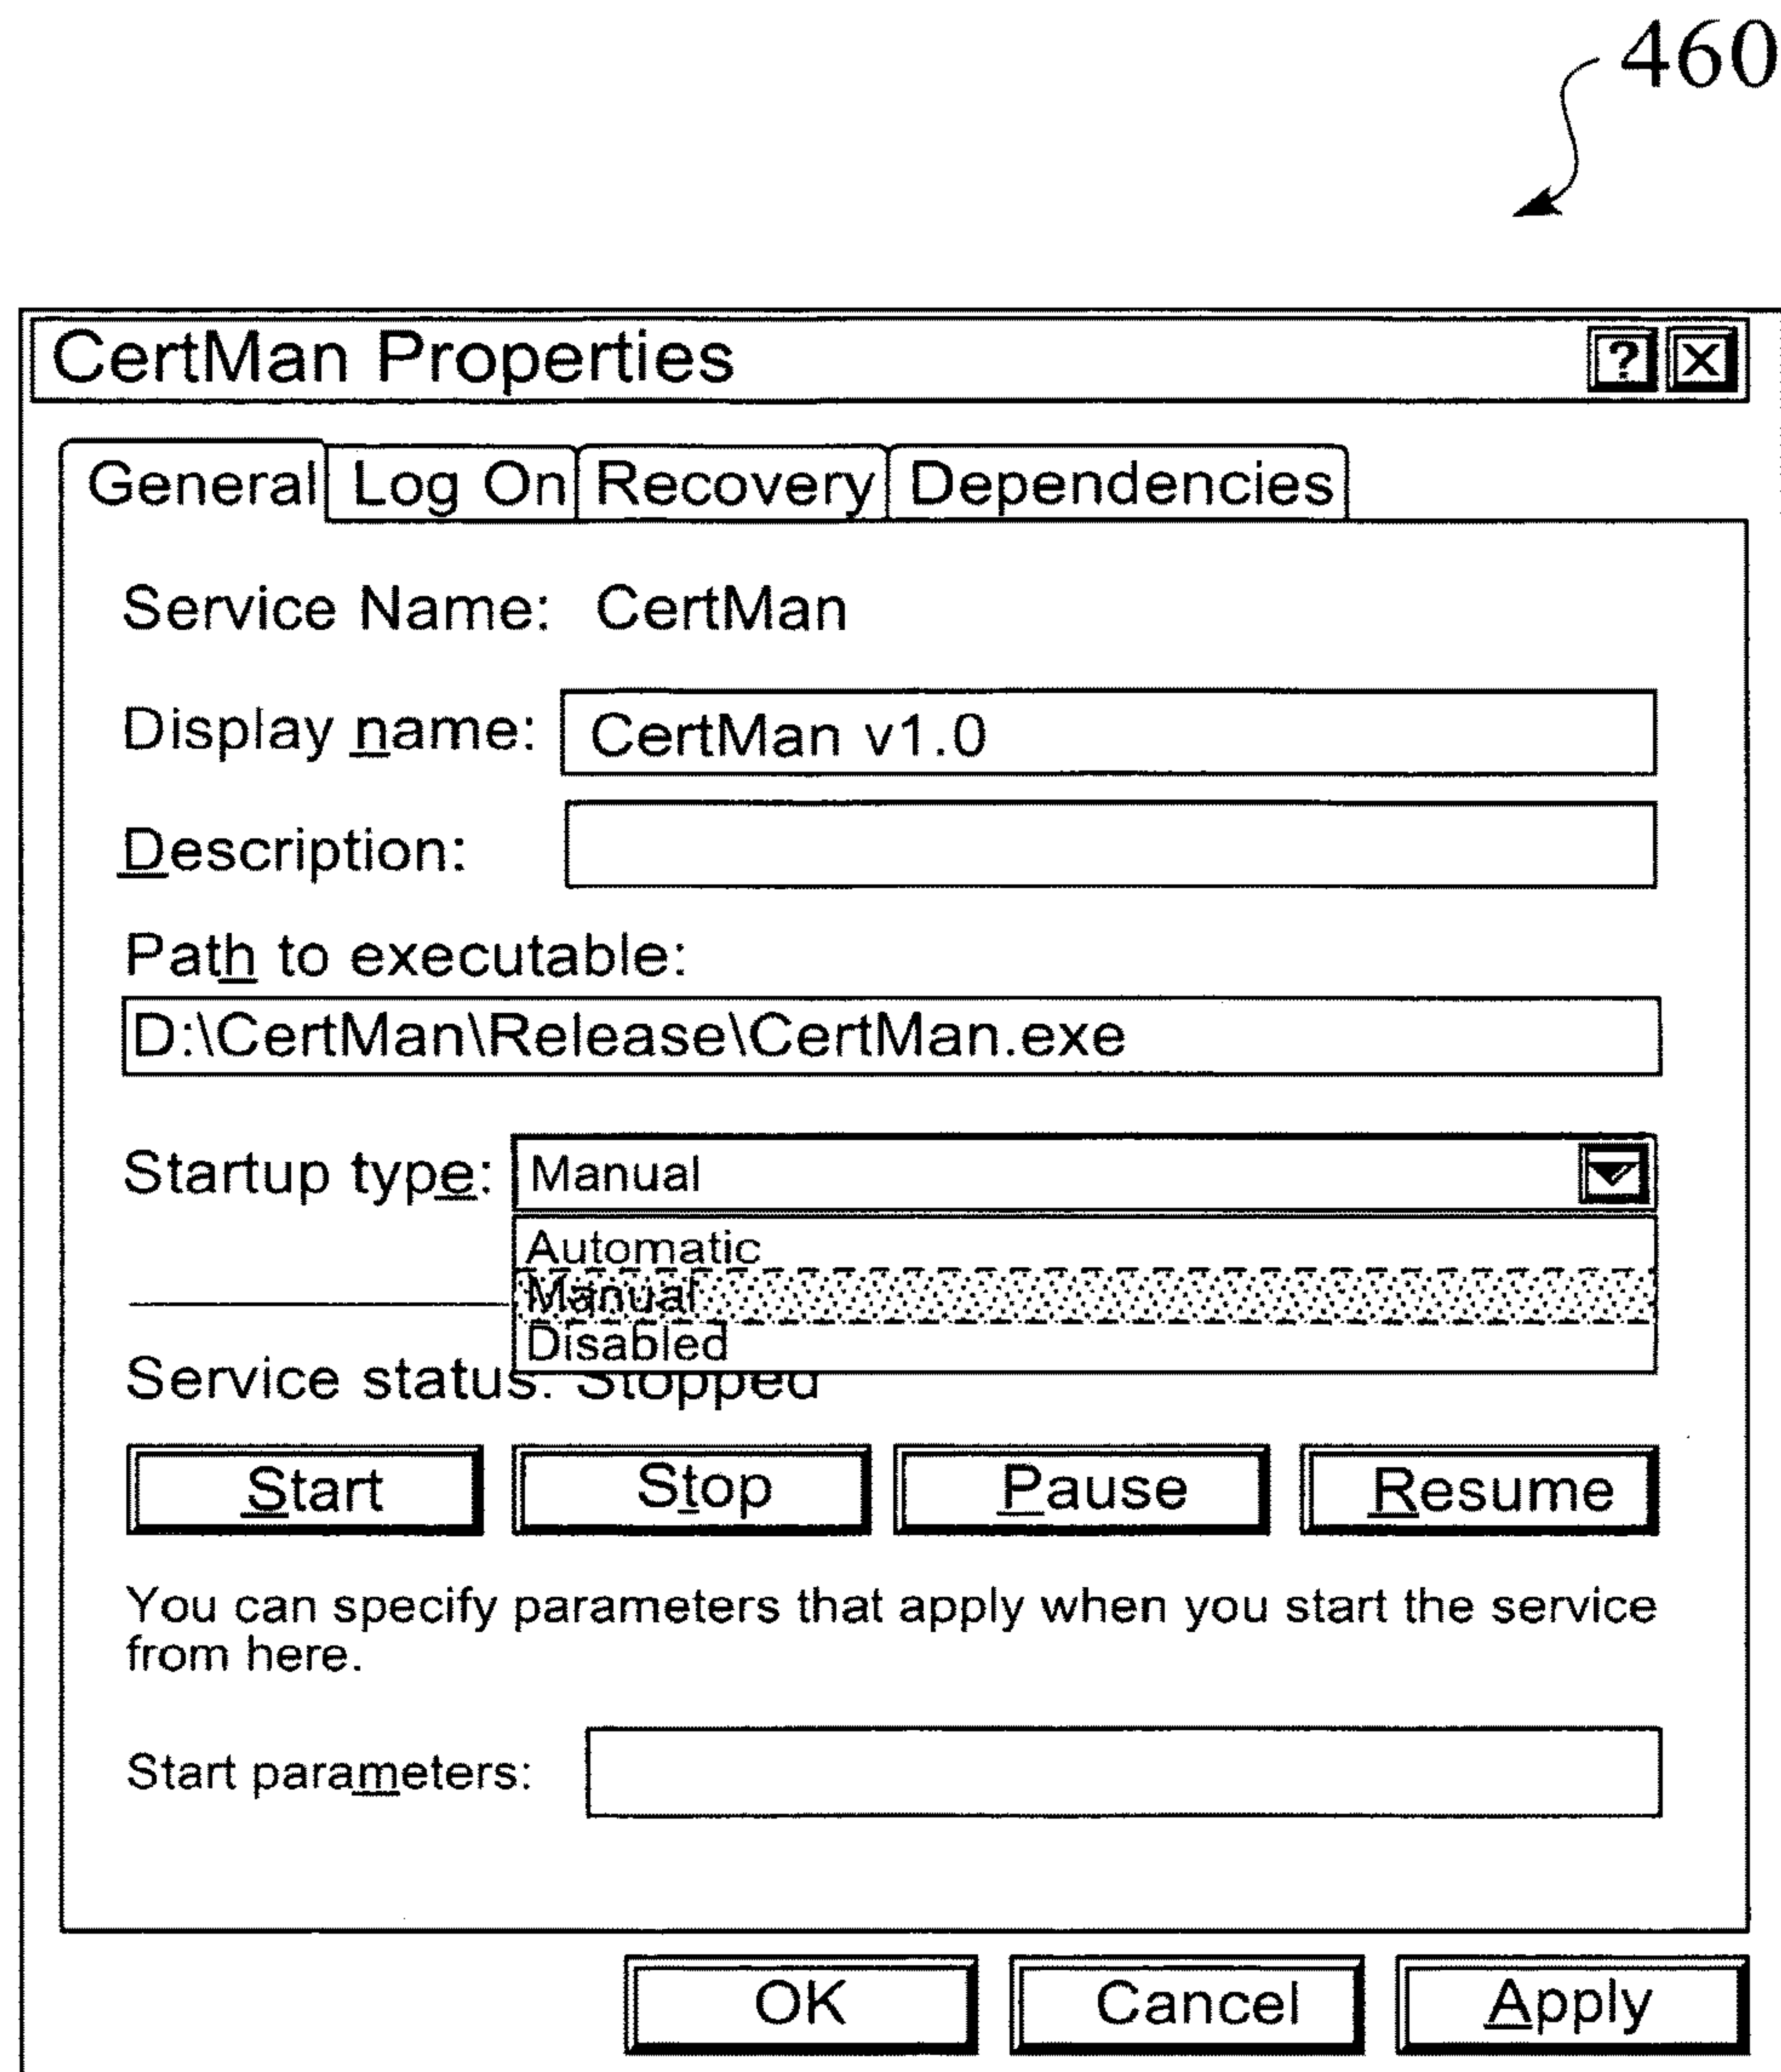 460
CertMan Properties ? X
General Log On Recovery Dependencies
Service Name: CertMan
Display name: CertMan v1.0
Description:
Path to executable:
D:\CertMan\Release\CertMan.exe
Startup type: Manual
Automatic
Manual
Disabled
Service status: Stopped
Start Stop Pause Resume
You can specify parameters that apply when you start the service
from here.
Start parameters:
OK Cancel Apply